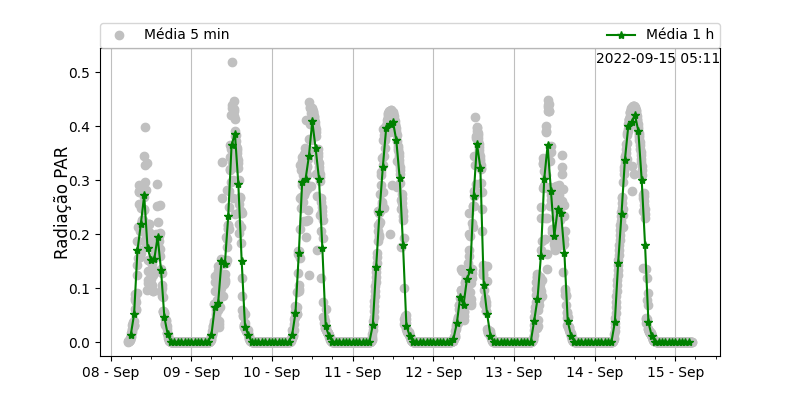 Média 5 min
Média 1 h
2022-09-15 05:11
Radiação PAR
0.5
0.4
0.3
0.2
0.1
0.0
08 - Sep
09 - Sep
10 - Sep
11 - Sep
12 - Sep
13 - Sep
14 - Sep
15 - Sep